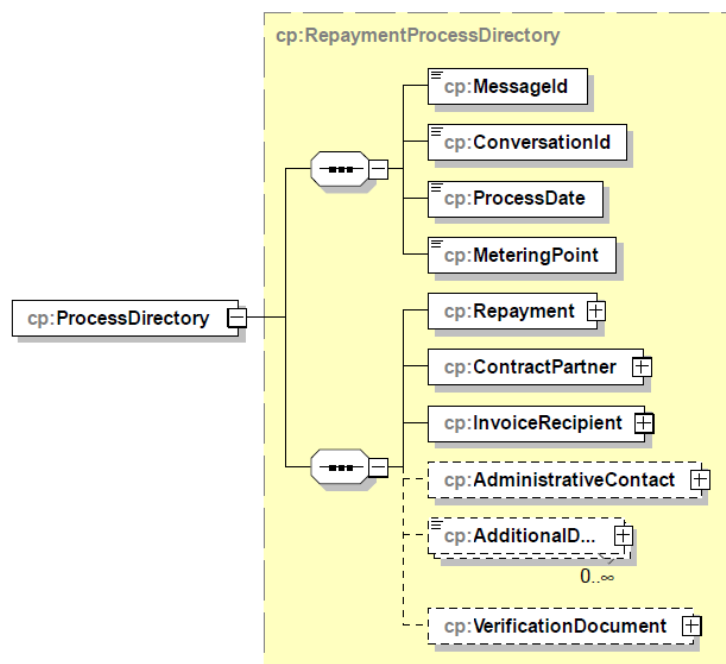 cp:RepaymentProcessDirectory
cp:MessageId
cp:ConversationId
cp:ProcessDate
cp:MeteringPoint
cp:ProcessDirectory
cp:Repayment
cp:ContractPartner
cp:InvoiceRecipient
cp:AdministrativeContact
cp:AdditionalD...
0..∞
cp:VerificationDocument